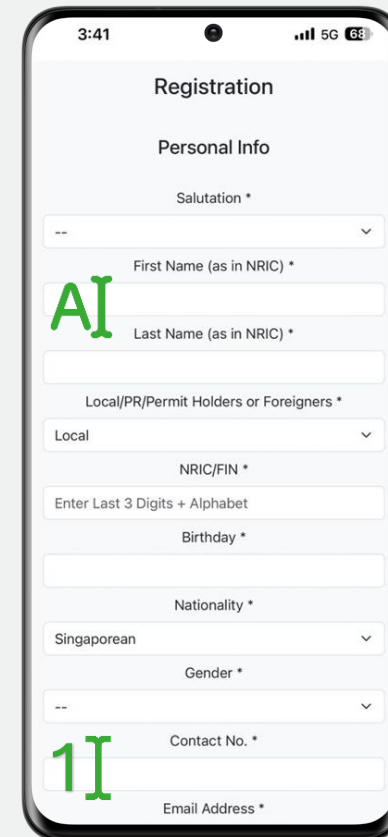 3:41 5G 68
Registration
Personal Info
Salutation *
--
First Name (as in NRIC) *
A
Last Name (as in NRIC) *
Local/PR/Permit Holders or Foreigners *
Local
NRIC/FIN *
Enter Last 3 Digits + Alphabet
Birthday *
Nationality *
Singaporean
Gender *
--
Contact No. *
1
Email Address *